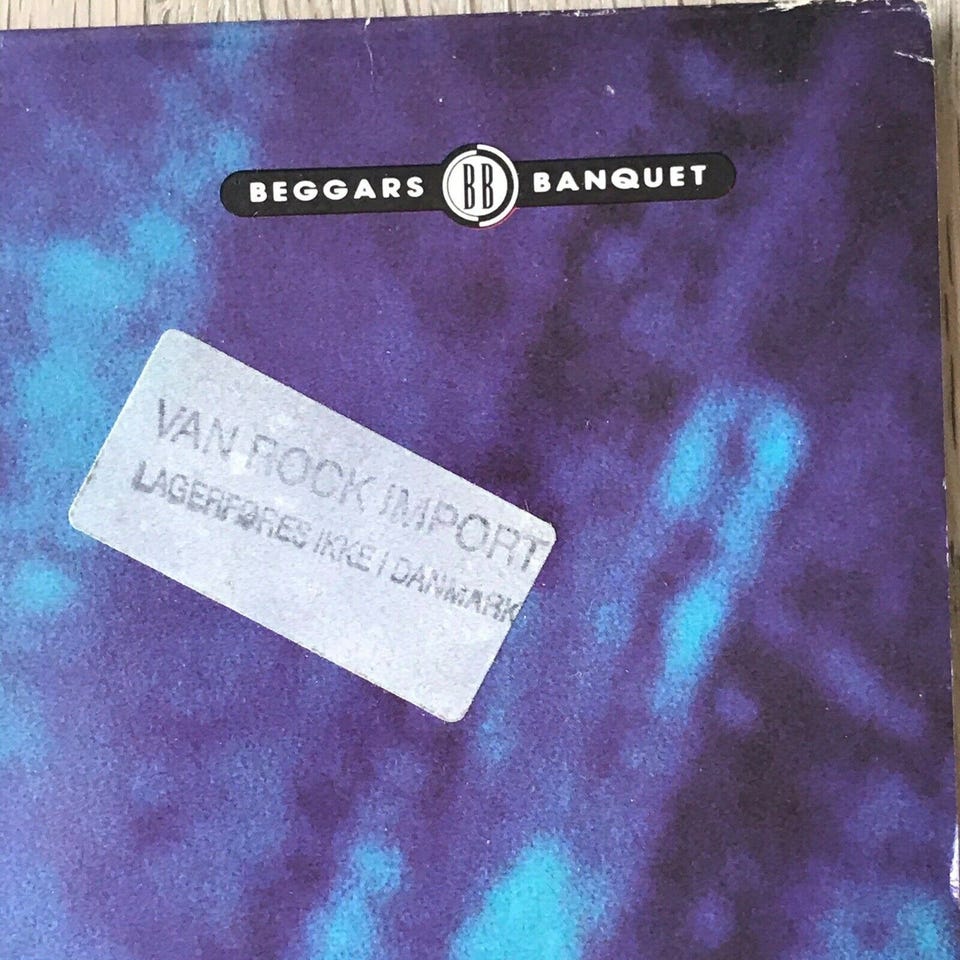 BEGGARS BB BANQUET
VAN ROCK IMPORT
LAGERFØRES IKKE I DANMARK